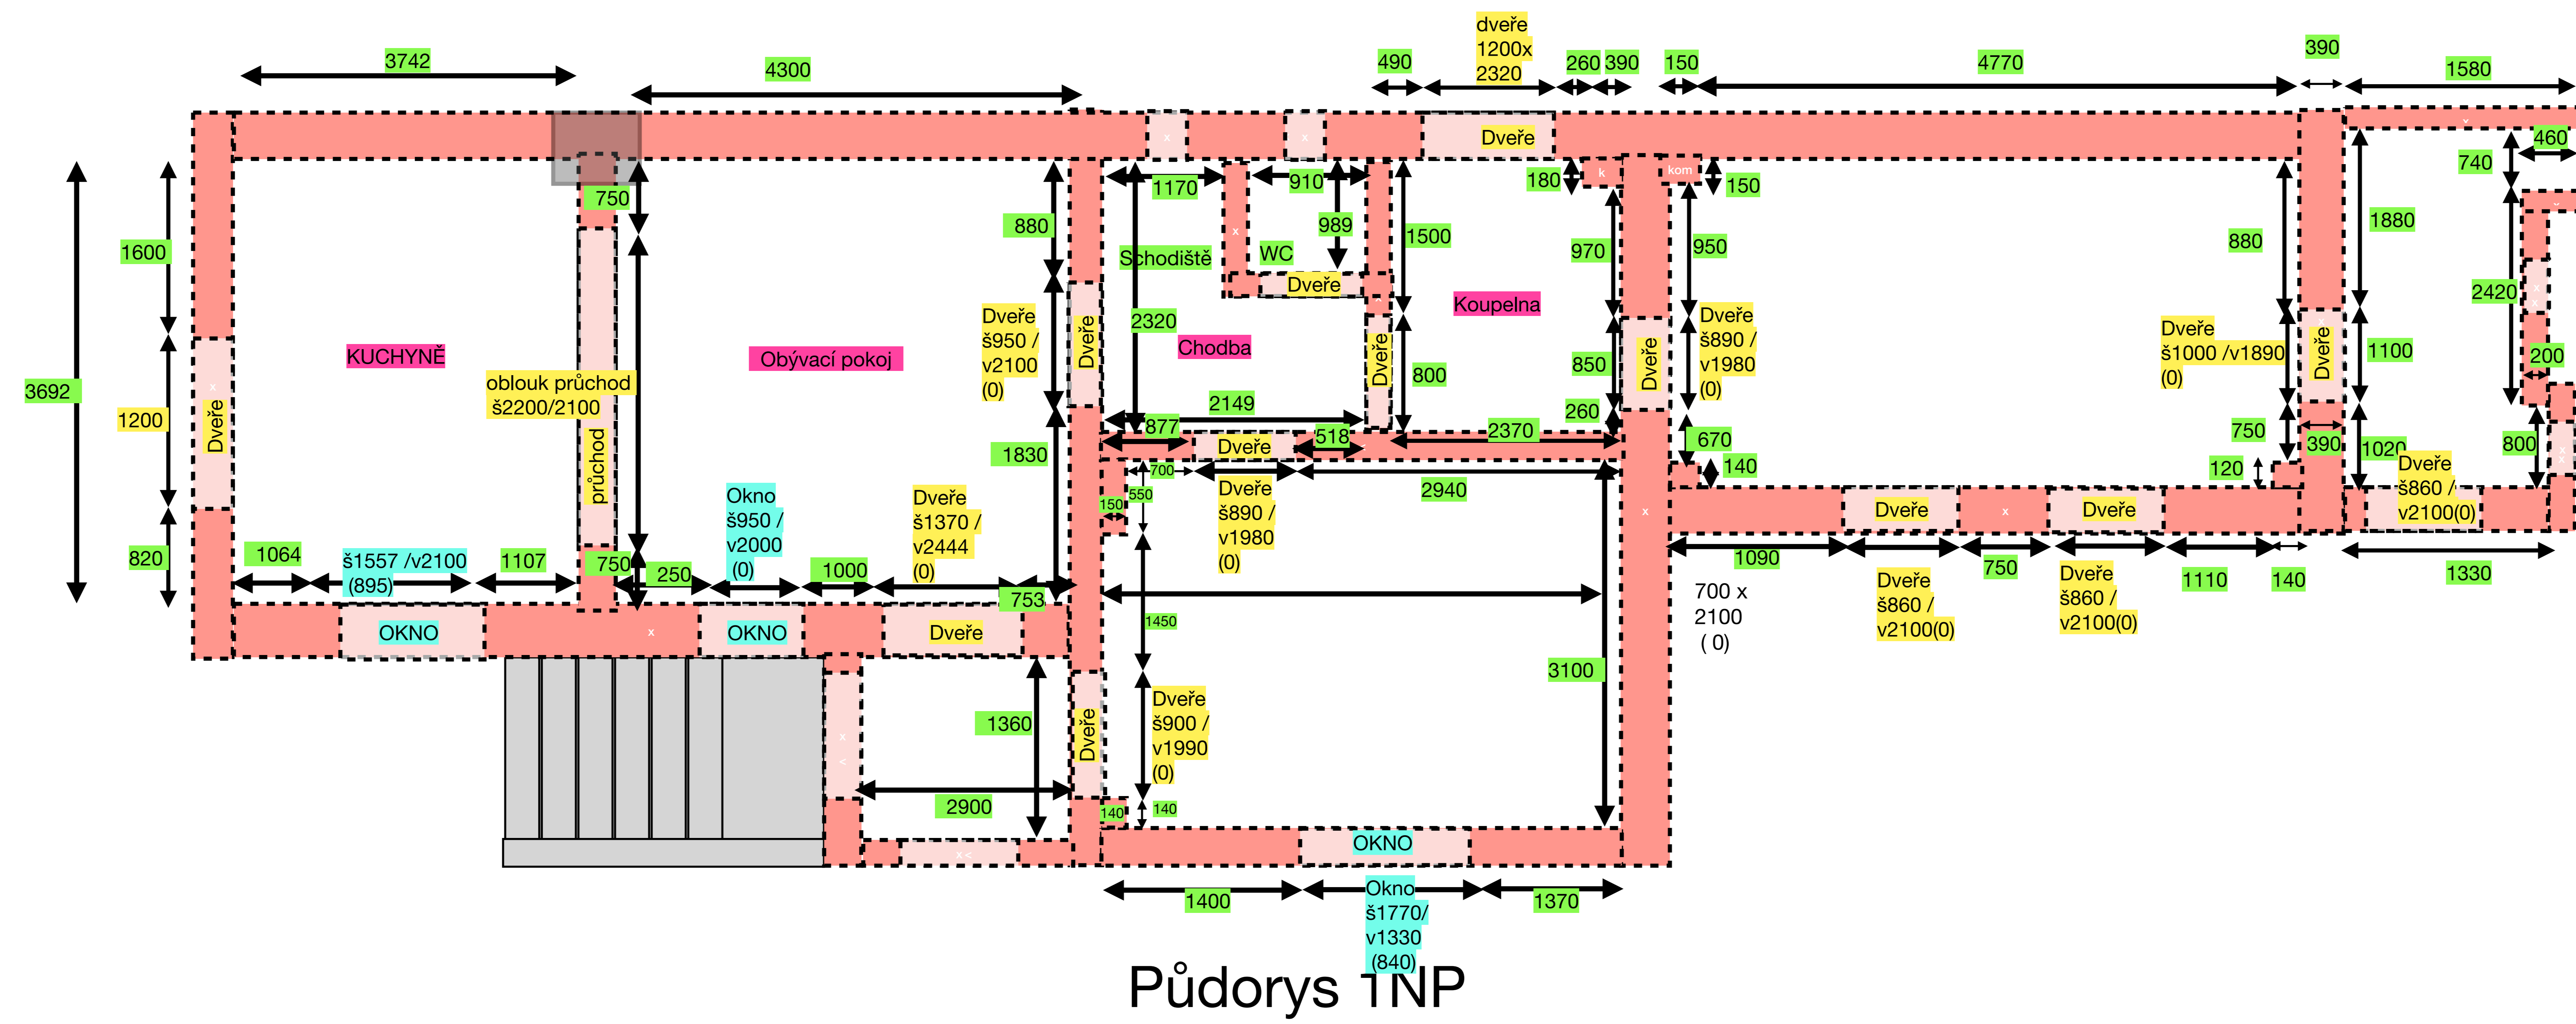 3742
4300
490
dveře
1200x
2320
260
390
150
4770
390
1580
x
x
Dveře
460
740
1170
910
180
k
kom
150
750
880
989
1500
970
950
880
1880
1600
x
Schodiště
WC
Dveře
Koupelna
2420
3692
KUCHYNĚ
Obývací pokoj
Dveře
š950 /
v2100
(0)
Dveře
2320
Chodba
Dveře
800
850
Dveře
Dveře
š890 /
v1980
(0)
Dveře
š1000 /v1890
(0)
Dveře
1100
200
oblouk průchod
š2200/2100
x
Dveře
1200
průchod
2149
260
877
Dveře
518
2370
670
140
750
390
1020
800
120
1830
700
550
150
Dveře
š890 /
v1980
(0)
2940
x
Dveře
x
Dveře
Dveře
š860 /
v2100(0)
820
1064
š1557 /v2100
(895)
1107
750
250
Okno
š950 /
v2000
(0)
1000
Dveře
š1370 /
v2444
(0)
753
1090
Dveře
š860 /
v2100(0)
750
Dveře
š860 /
v2100(0)
1110
140
1330
700 x
2100
( 0)
OKNO
x
OKNO
Dveře
1450
3100
1360
Dveře
Dveře
š900 /
v1990
(0)
x
<
2900
140
140
x<
OKNO
1400
Okno
š1770/
v1330
(840)
1370
Půdorys 1NP